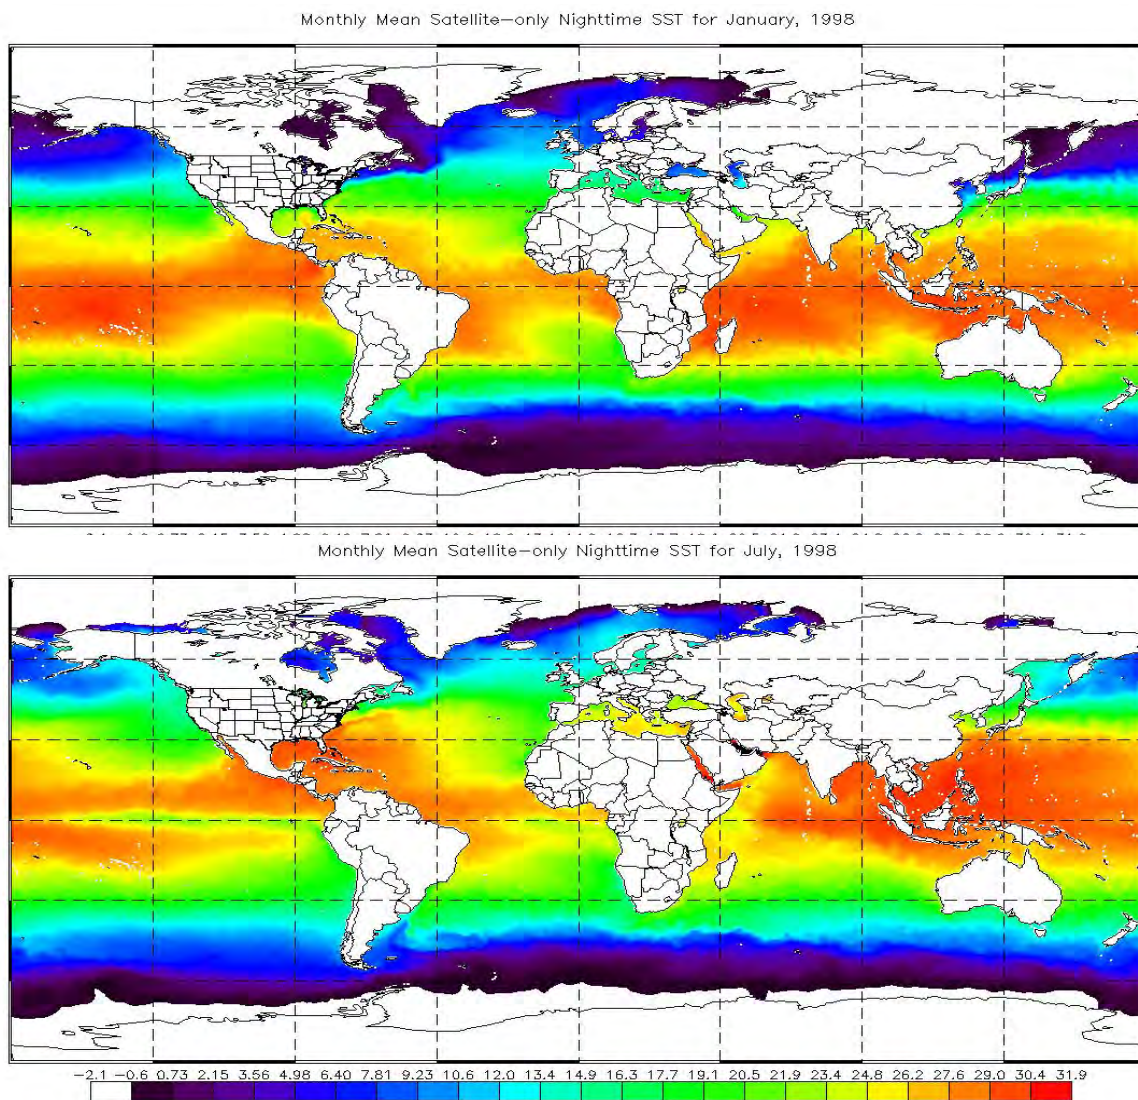 Monthly Mean Satellite-only Nighttime SST for January, 1998
Monthly Mean Satellite-only Nighttime SST for July, 1998
-2.1 -0.6 0.73 2.15 3.56 4.98 6.40 7.81 9.23 10.6 12.0 13.4 14.9 16.3 17.7 19.1 20.5 21.9 23.4 24.8 26.2 27.6 29.0 30.4 31.9